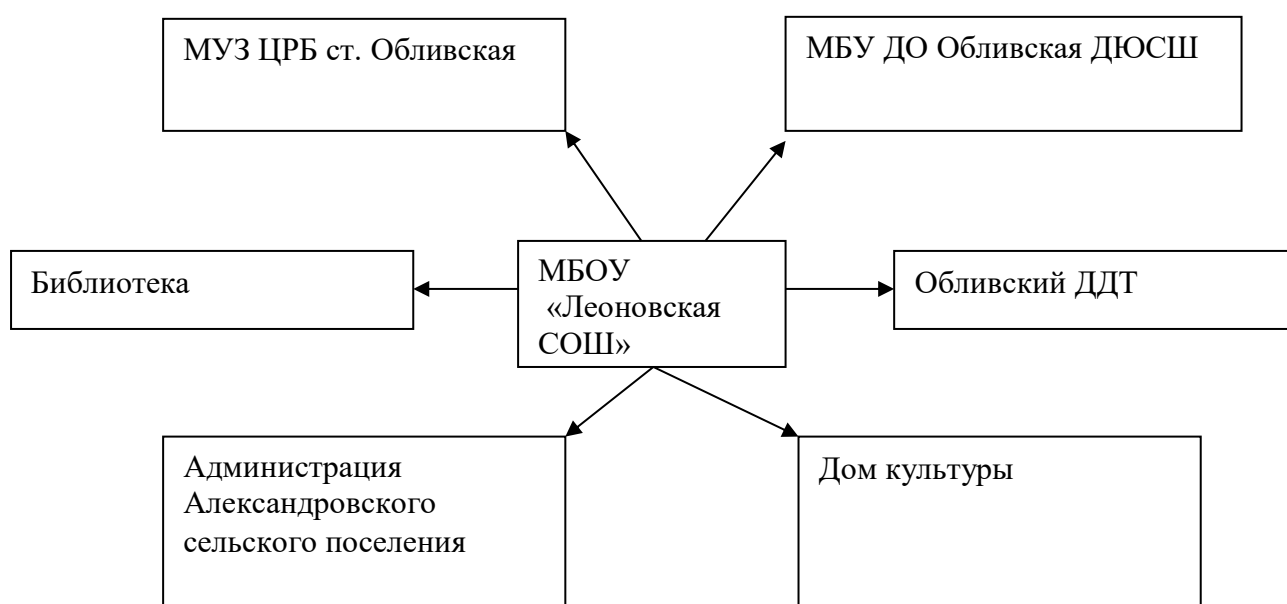 МУЗ ЦРБ ст. Обливская
МБУ ДО Обливская ДЮСШ
Библиотека
МБОУ
«Леоновская
СОШ»
Обливский ДДТ
Администрация
Александровского
сельского поселения
Дом культуры